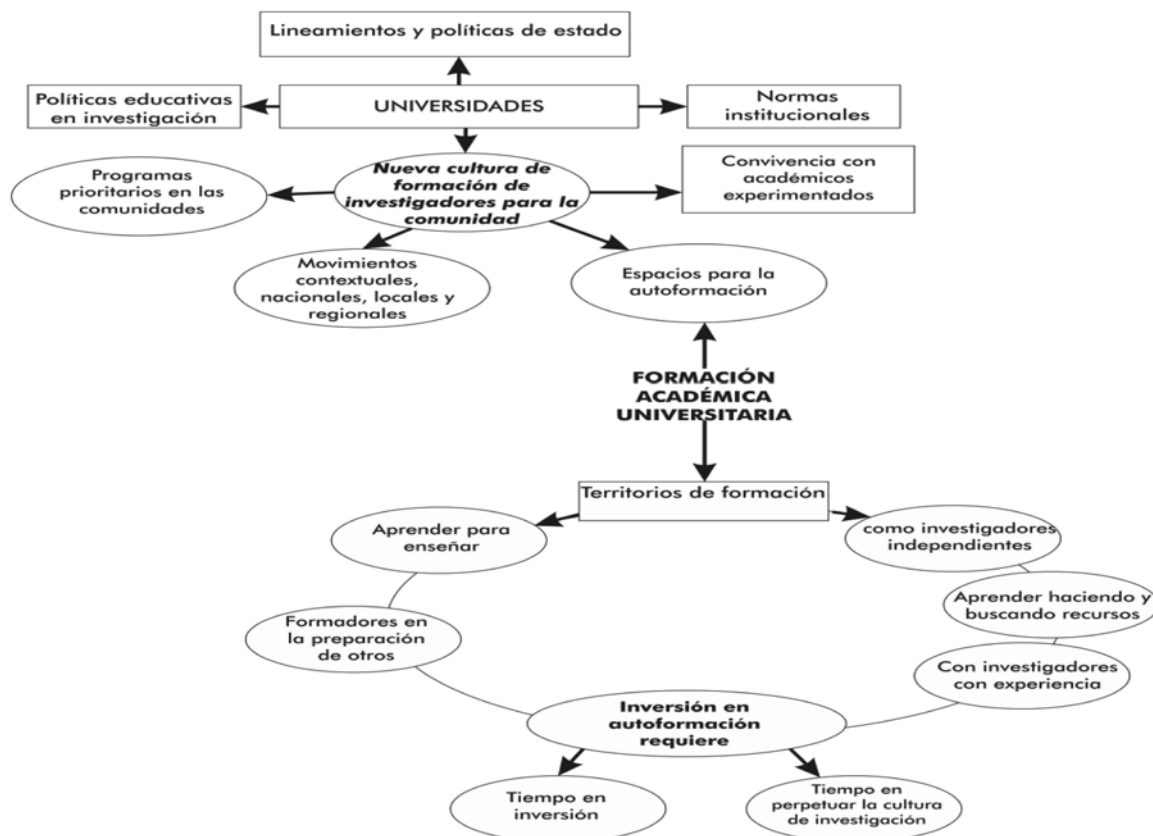 Lineamientos y políticas de estado
Políticas educativas
en investigación
UNIVERSIDADES
Normas
institucionales
Programas
prioritarios en las
comunidades
Nueva cultura de
formación de
investigadores para la
comunidad
Convivencia con
académicos
experimentados
Movimientos
contextuales,
nacionales, locales y
regionales
Espacios para la
autoformación
FORMACIÓN
ACADÉMICA
UNIVERSITARIA
Territorios de formación
Aprender para
enseñar
como investigadores
independientes
Aprender haciendo y
buscando recursos
Formadores en
la preparación
de otros
Con investigadores
con experiencia
Inversión en
autoformación
requiere
Tiempo en
inversión
Tiempo en
perpetuar la cultura
de investigación